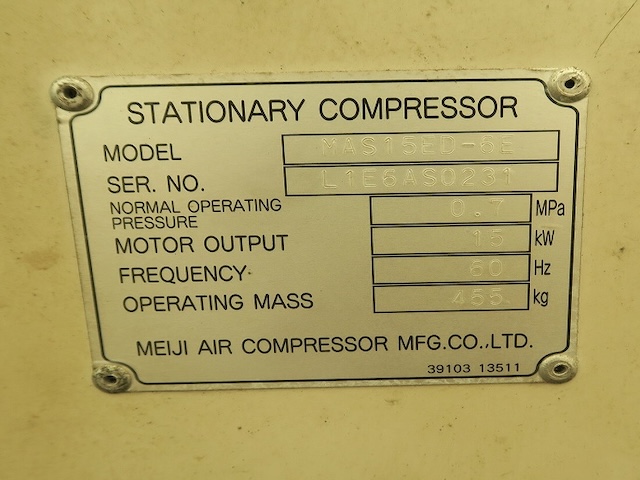 STATIONARY COMPRESSOR
MODEL MAS15ED-6E
SER. NO. L1E6AS0231
NORMAL OPERATING PRESSURE 0.7 MPa
MOTOR OUTPUT 15 kW
FREQUENCY 60 Hz
OPERATING MASS 455 kg
MEIJI AIR COMPRESSOR MFG.CO.,LTD.
39103 13511